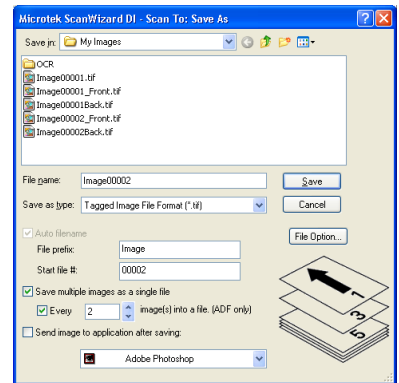 Microtek ScanWizard DI - Scan To: Save As
Save in: My Images
OCR
Image00001.tif
Image00001_Front.tif
Image00001Back.tif
Image00002_Front.tif
Image00002Back.tif
File name: Image00002 Save
Save as type: Tagged Image File Format (*.tif) Cancel
Auto filename File Option...
File prefix: Image
Start file #: 00002
Save multiple images as a single file
Every 2 image(s) into a file. (ADF only)
Send image to application after saving:
Adobe Photoshop
1
3
5